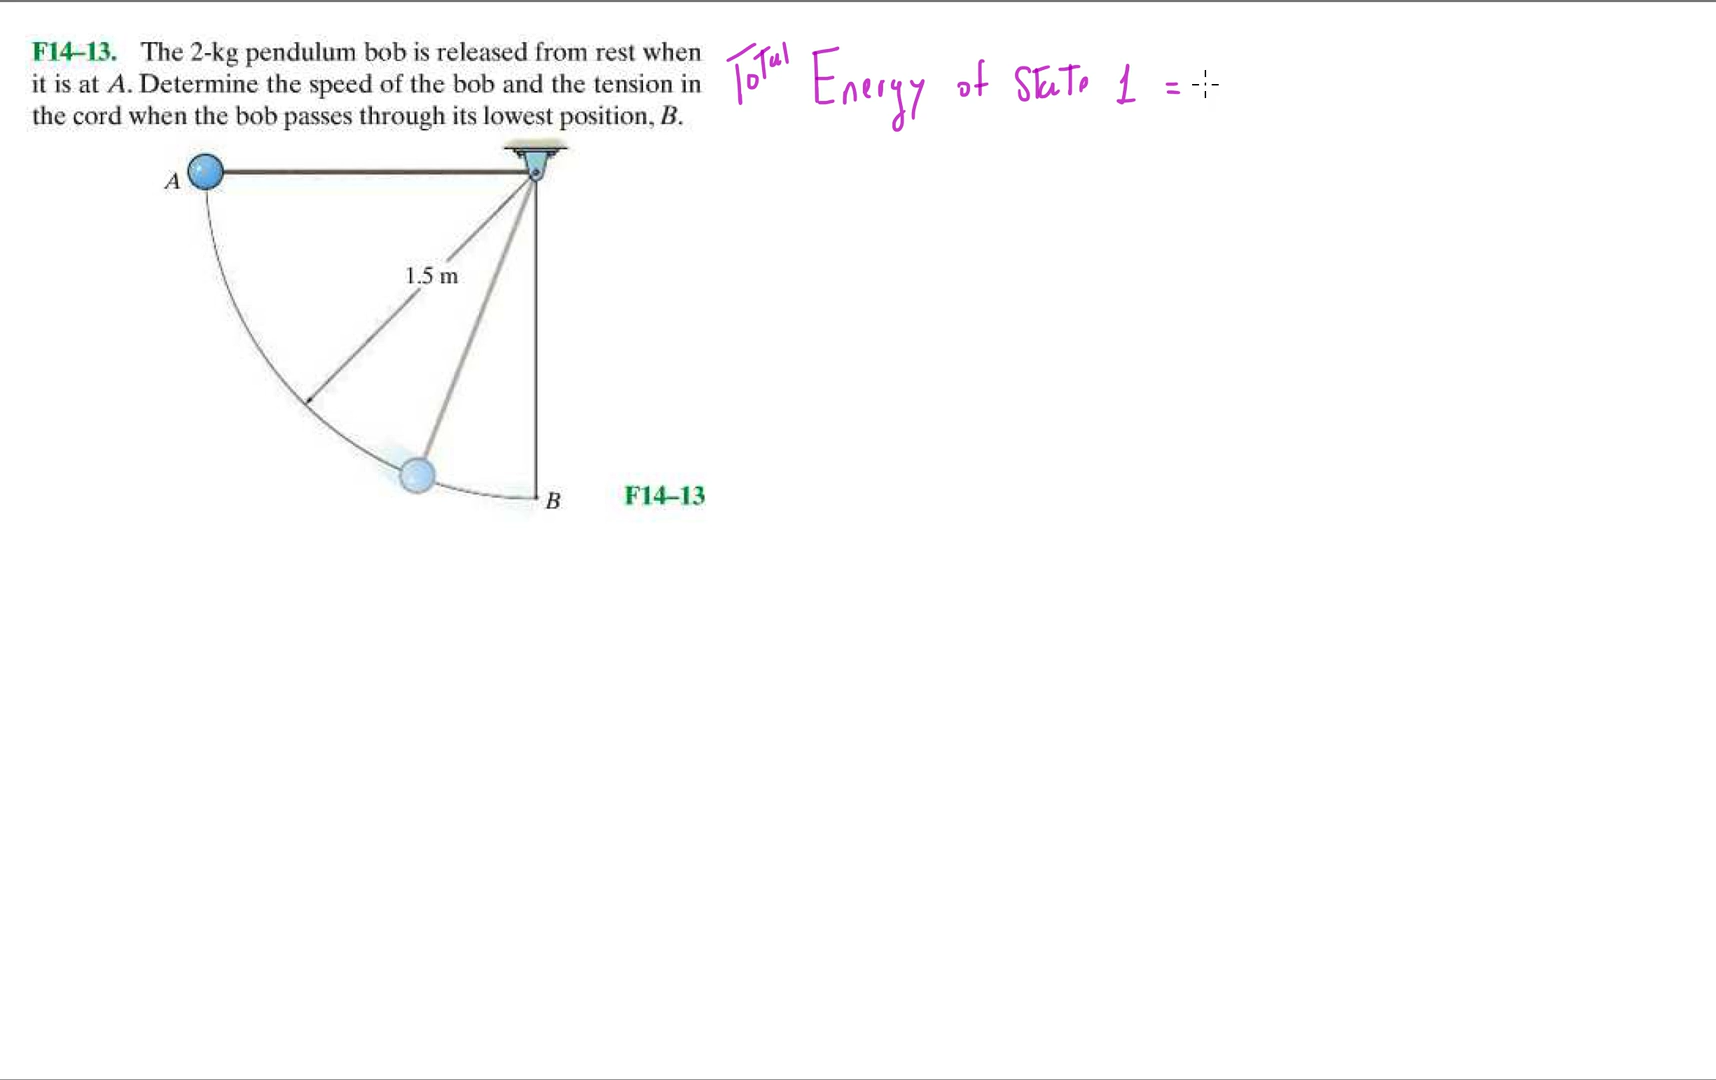 F14–13. The 2-kg pendulum bob is released from rest when
it is at A. Determine the speed of the bob and the tension in
the cord when the bob passes through its lowest position, B.
Total Energy of State 1 =
A
1.5 m
B
F14–13